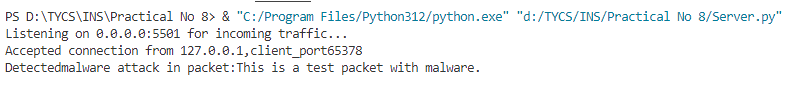 PS D:\TYCS\INS\Practical No 8> & "C:/Program Files/Python312/python.exe" "d:/TYCS/INS/Practical No 8/Server.py"
Listening on 0.0.0.0:5501 for incoming traffic...
Accepted connection from 127.0.0.1,client_port65378
Detectedmalware attack in packet:This is a test packet with malware.